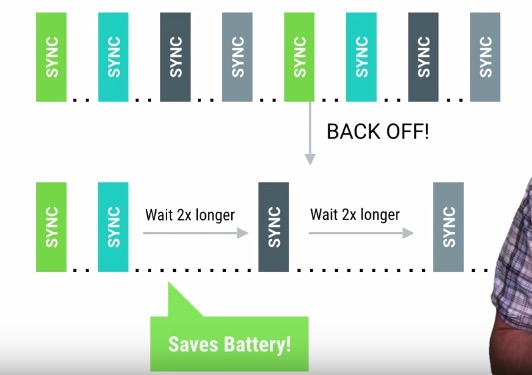 SYNC SYNC SYNC SYNC SYNC SYNC SYNC SYNC
BACK OFF!
SYNC SYNC Wait 2x longer SYNC Wait 2x longer SYNC
Saves Battery!